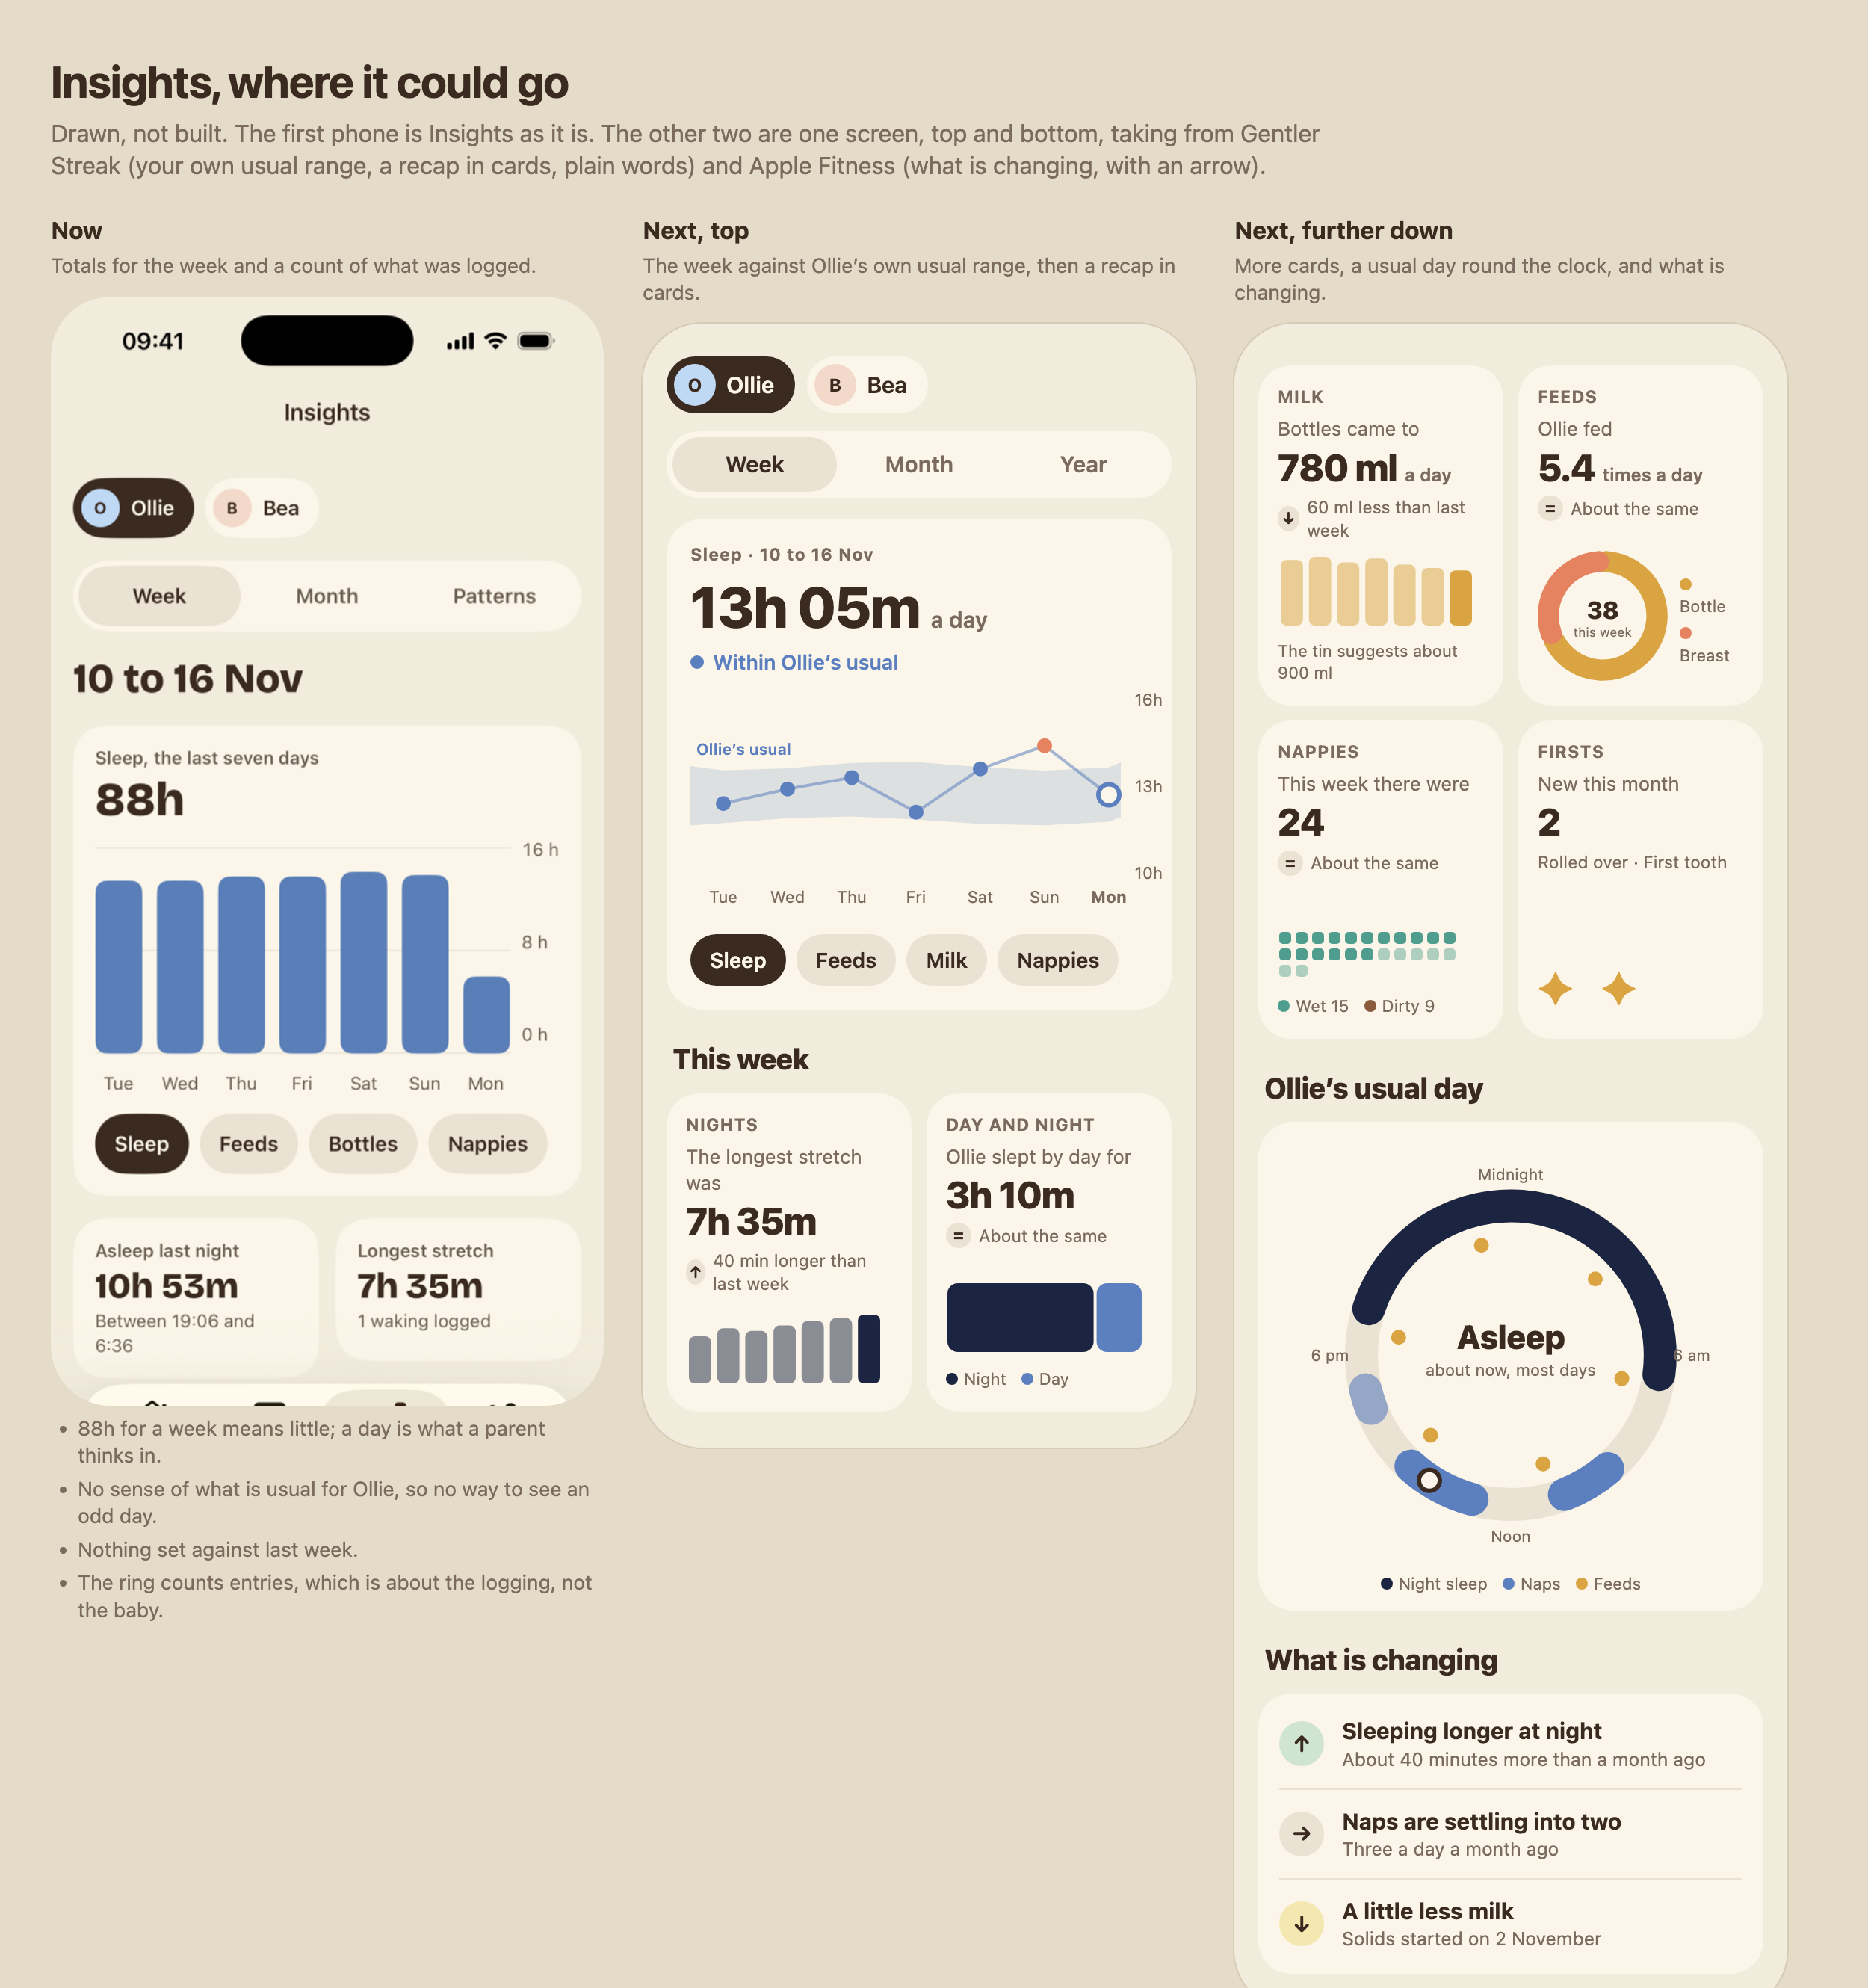 Insights, where it could go
Drawn, not built. The first phone is Insights as it is. The other two are one screen, top and bottom, taking from Gentler
Streak (your own usual range, a recap in cards, plain words) and Apple Fitness (what is changing, with an arrow).
Now
Totals for the week and a count of what was logged.
09:41
Insights
O Ollie
B Bea
Week
Month
Patterns
10 to 16 Nov
Sleep, the last seven days
88h
16 h
8 h
0 h
Tue Wed Thu Fri Sat Sun Mon
Sleep
Feeds
Bottles
Nappies
Asleep last night
10h 53m
Between 19:06 and
6:36
Longest stretch
7h 35m
1 waking logged
• 88h for a week means little; a day is what a parent
thinks in.
• No sense of what is usual for Ollie, so no way to see an
odd day.
• Nothing set against last week.
• The ring counts entries, which is about the logging, not
the baby.
Next, top
The week against Ollie’s own usual range, then a recap in
cards.
O Ollie
B Bea
Week
Month
Year
Sleep · 10 to 16 Nov
13h 05m a day
Within Ollie’s usual
16h
Ollie’s usual
13h
10h
Tue Wed Thu Fri Sat Sun Mon
Sleep
Feeds
Milk
Nappies
This week
NIGHTS
The longest stretch
was
7h 35m
↑ 40 min longer than
last week
DAY AND NIGHT
Ollie slept by day for
3h 10m
= About the same
Night
Day
Next, further down
More cards, a usual day round the clock, and what is
changing.
MILK
Bottles came to
780 ml a day
↓ 60 ml less than last
week
The tin suggests about
900 ml
FEEDS
Ollie fed
5.4 times a day
= About the same
38
this week
Bottle
Breast
NAPPIES
This week there were
24
= About the same
Wet 15
Dirty 9
FIRSTS
New this month
2
Rolled over · First tooth
Ollie’s usual day
Midnight
6 pm
Asleep
about now, most days
6 am
Noon
Night sleep
Naps
Feeds
What is changing
↑ Sleeping longer at night
About 40 minutes more than a month ago
→ Naps are settling into two
Three a day a month ago
↓ A little less milk
Solids started on 2 November